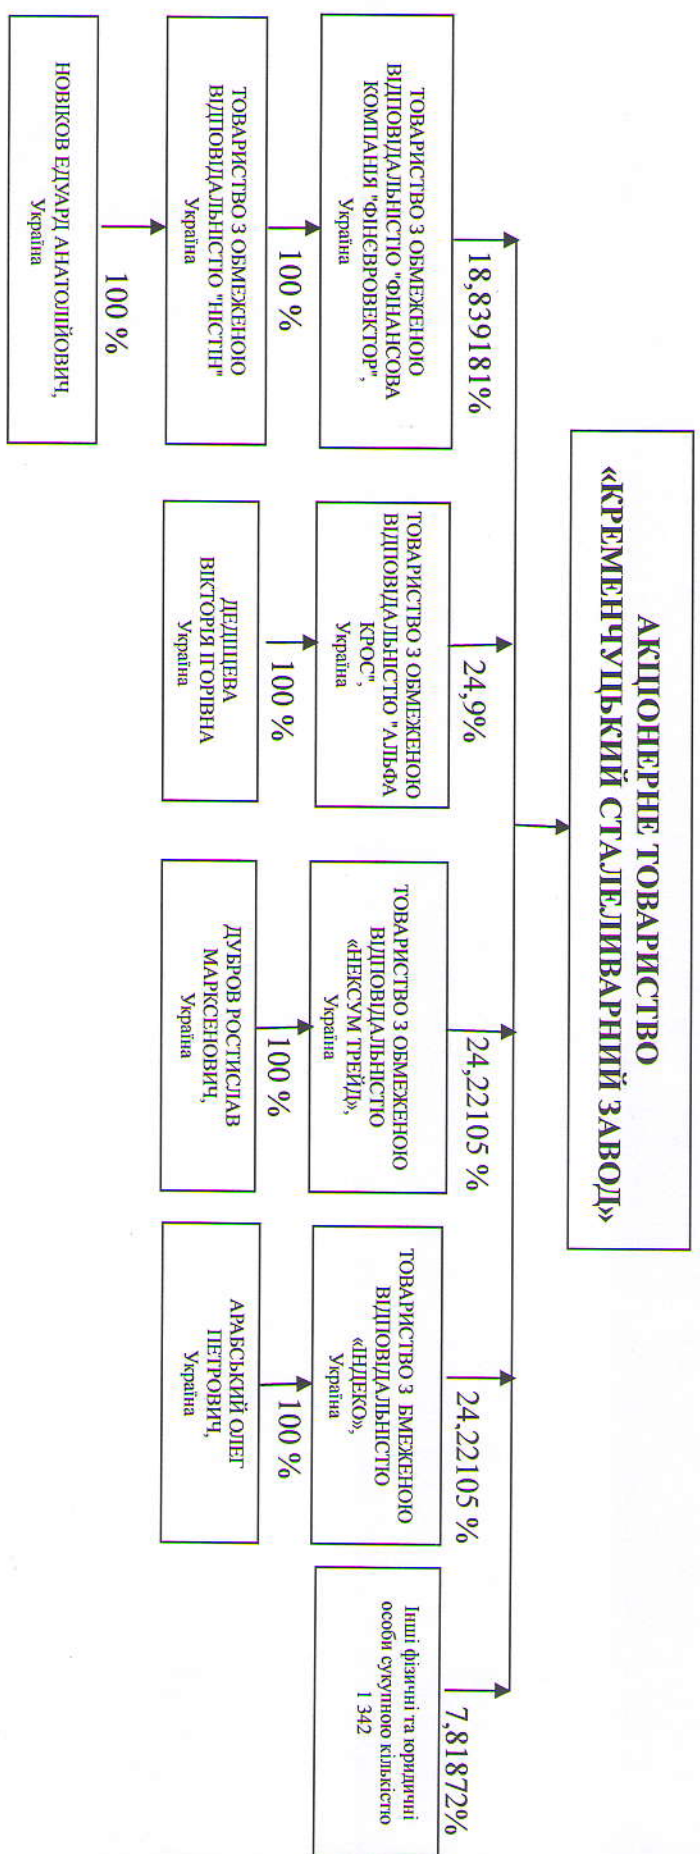 АКЦІОНЕРНЕ ТОВАРИСТВО
«КРЕМЕНЧУЦЬКИЙ СТАЛЕЛИВАРНИЙ ЗАВОД»
18,839181%
24,9%
24,22105 %
24,22105 %
7,81872%
ТОВАРИСТВО З ОБМЕЖЕНОЮ
ВІДПОВІДАЛЬНІСТЮ "ФІНАНСОВА
КОМПАНІЯ "ФІНЄВРОВЕКТОР",
Україна
ТОВАРИСТВО З ОБМЕЖЕНОЮ
ВІДПОВІДАЛЬНІСТЮ "АЛЬФА
КРОС",
Україна
ТОВАРИСТВО З ОБМЕЖЕНОЮ
ВІДПОВІДАЛЬНІСТЮ
«НЕКСУМ ТРЕЙД»,
Україна
ТОВАРИСТВО З БМЕЖЕНОЮ
ВІДПОВІДАЛЬНІСТЮ
«ІНДЕКО»,
Україна
Інші фізичні та юридичні
особи сукупною кількістю
1 342
100 %
100 %
100 %
100 %
ТОВАРИСТВО З ОБМЕЖЕНОЮ
ВІДПОВІДАЛЬНІСТЮ "НІСТІН"
Україна
ДЕДІЩЕВА
ВІКТОРІЯ ІГОРІВНА
Україна
ДУБРОВ РОСТИСЛАВ
МАРКСЕНОВИЧ,
Україна
АРАБСЬКИЙ ОЛЕГ
ПЕТРОВИЧ,
Україна
100 %
НОВІКОВ ЕДУАРД АНАТОЛІЙОВИЧ,
Україна